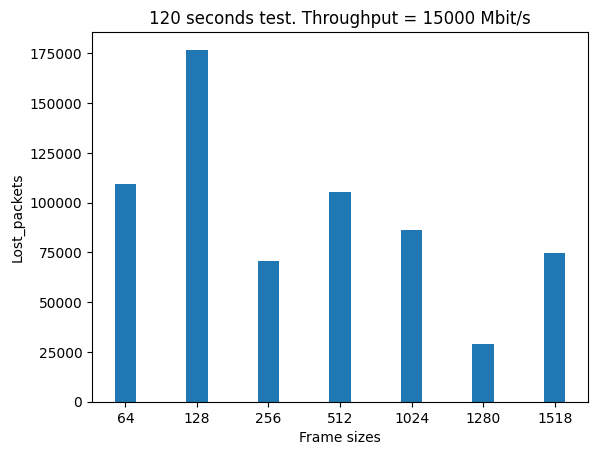 120 seconds test. Throughput = 15000 Mbit/s
175000
150000
125000
100000
75000
50000
25000
0
Lost_packets
64 128 256 512 1024 1280 1518
Frame sizes